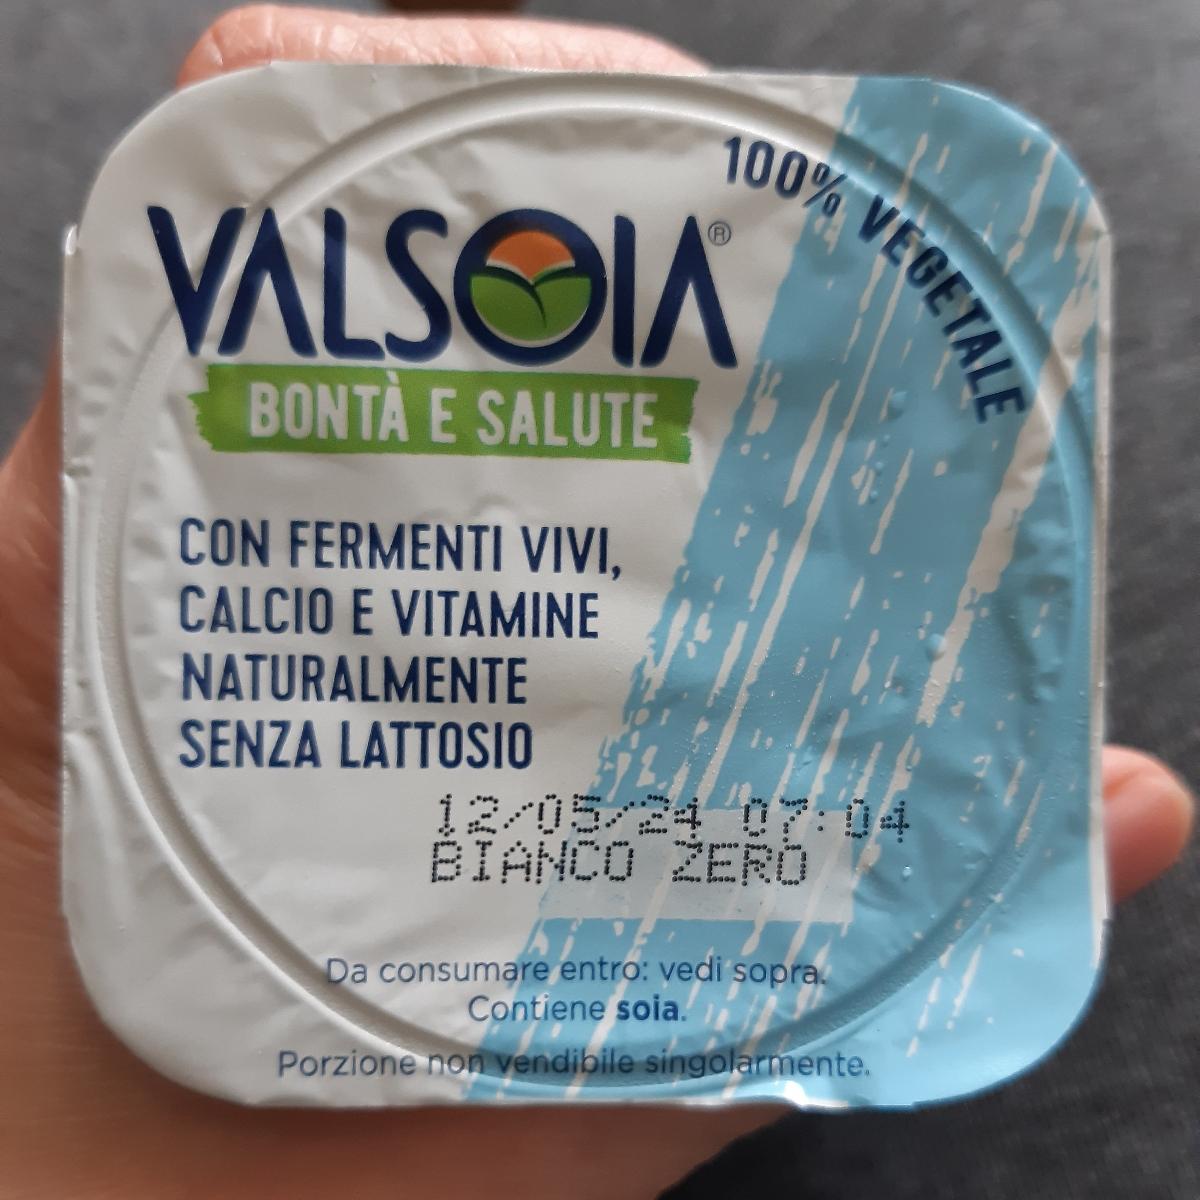 100% VEGETALE
VALSOIA®
BONTÀ E SALUTE
CON FERMENTI VIVI,
CALCIO E VITAMINE
NATURALMENTE
SENZA LATTOSIO
12/05/24 07:04
BIANCO ZERO
Da consumare entro: vedi sopra.
Contiene soia.
Porzione non vendibile singolarmente.